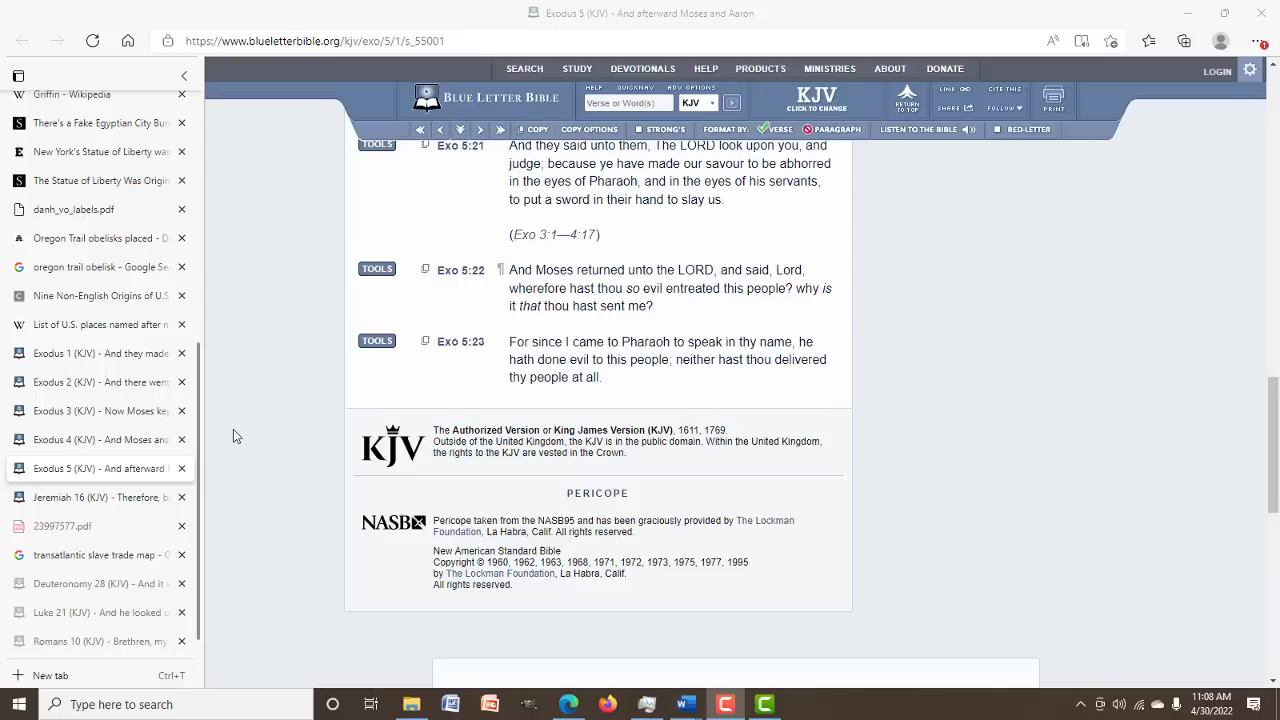 Exodus 5 (KJV) - And afterward Moses and Aaron
https://www.blueletterbible.org/kjv/exo/5/1/s_55001
Griffin - Wikipedia
There's a Fake Egyptian City Bur
New York's Statue of Liberty was
The Statue of Liberty Was Origin
danh_vo_labels.pdf
Oregon Trail obelisks placed - D
oregon trail obelisk - Google Se
Nine Non-English Origins of U.S.
List of U.S. places named after n
Exodus 1 (KJV) - And they made
Exodus 2 (KJV) - And there went
Exodus 3 (KJV) - Now Moses kep
Exodus 4 (KJV) - And Moses ans
Exodus 5 (KJV) - And afterward
Jeremiah 16 (KJV) - Therefore, b
23997577.pdf
transatlantic slave trade map - G
Deuteronomy 28 (KJV) - And it
Luke 21 (KJV) - And he looked u
Romans 10 (KJV) - Brethren, my
New tab Ctrl+T
SEARCH STUDY DEVOTIONALS HELP PRODUCTS MINISTRIES ABOUT DONATE LOGIN
BLUE LETTER BIBLE
HELP QUICKNAV ADV. OPTIONS
Verse or Word(s) KJV
KJV
CLICK TO CHANGE
RETURN TO TOP
LINK CITE THIS
SHARE FOLLOW
PRINT
COPY COPY OPTIONS STRONG'S FORMAT BY: VERSE PARAGRAPH LISTEN TO THE BIBLE RED-LETTER
TOOLS Exo 5:21 And they said unto them, The LORD look upon you, and
judge; because ye have made our savour to be abhorred
in the eyes of Pharaoh, and in the eyes of his servants,
to put a sword in their hand to slay us.
(Exo 3:1—4:17)
TOOLS Exo 5:22 ¶ And Moses returned unto the LORD, and said, Lord,
wherefore hast thou so evil entreated this people? why is
it that thou hast sent me?
TOOLS Exo 5:23 For since I came to Pharaoh to speak in thy name, he
hath done evil to this people; neither hast thou delivered
thy people at all.
KJV
The Authorized Version or King James Version (KJV), 1611, 1769.
Outside of the United Kingdom, the KJV is in the public domain. Within the United Kingdom,
the rights to the KJV are vested in the Crown.
PERICOPE
NASB
Pericope taken from the NASB95 and has been graciously provided by The Lockman
Foundation, La Habra, Calif. All rights reserved.
New American Standard Bible
Copyright © 1960, 1962, 1963, 1968, 1971, 1972, 1973, 1975, 1977, 1995
by The Lockman Foundation, La Habra, Calif.
All rights reserved.
Type here to search
11:08 AM
4/30/2022